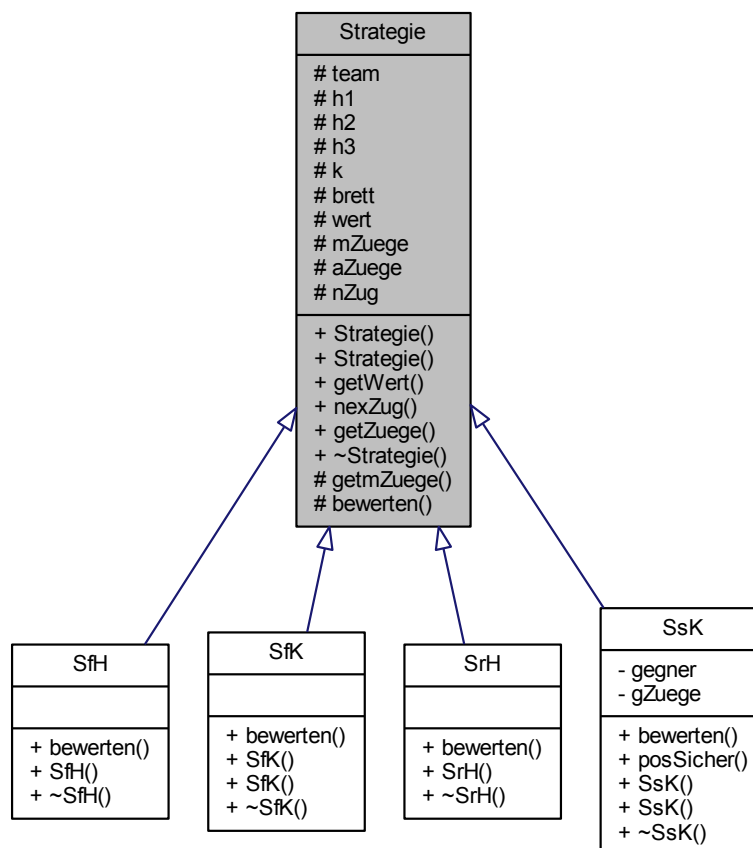 Strategie
# team
# h1
# h2
# h3
# k
# brett
# wert
# mZuege
# aZuege
# nZug
+ Strategie()
+ Strategie()
+ getWert()
+ nexZug()
+ getZuege()
+ ~Strategie()
# getmZuege()
# bewerten()
SfH
+ bewerten()
+ SfH()
+ ~SfH()
SfK
+ bewerten()
+ SfK()
+ SfK()
+ ~SfK()
SrH
+ bewerten()
+ SrH()
+ ~SrH()
SsK
- gegner
- gZuege
+ bewerten()
+ posSicher()
+ SsK()
+ SsK()
+ ~SsK()